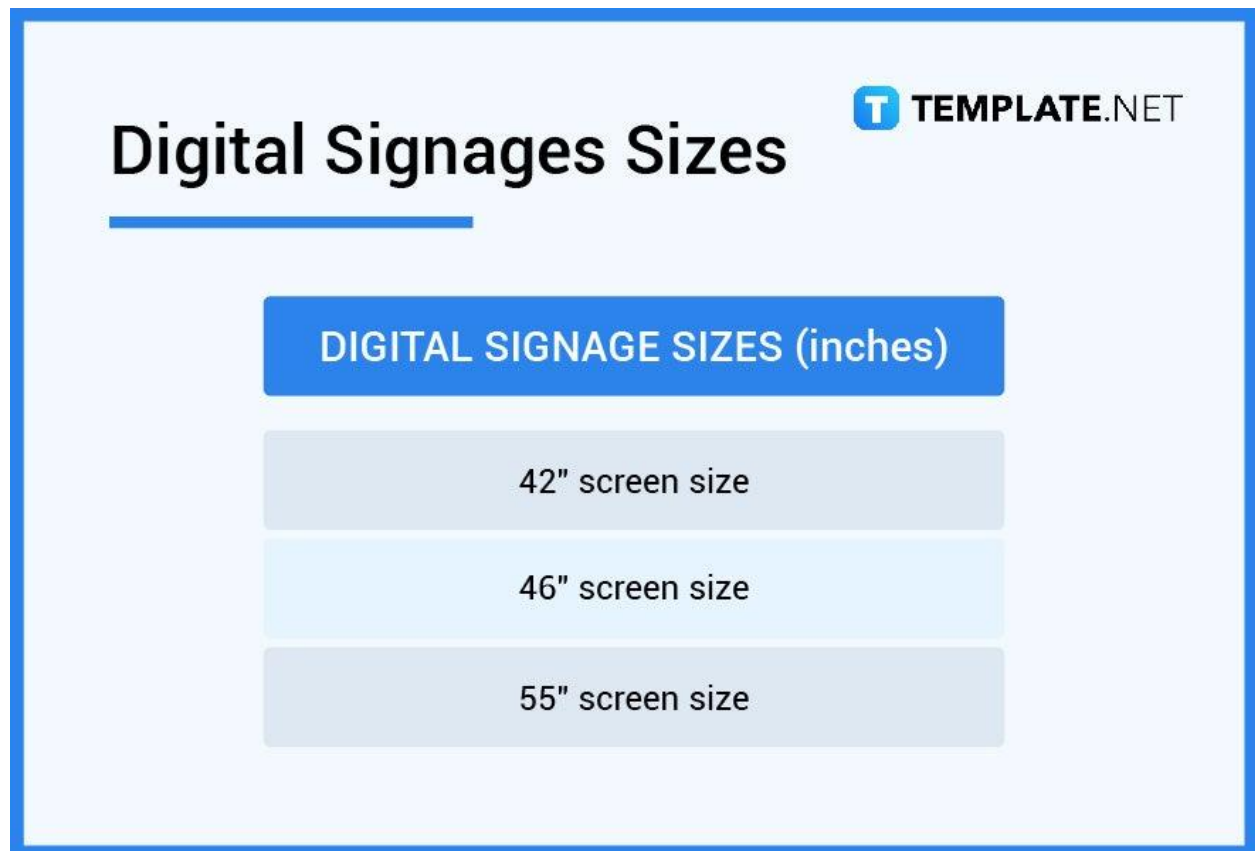 TEMPLATE.NET
Digital Signages Sizes
DIGITAL SIGNAGE SIZES (inches)
42" screen size
46" screen size
55" screen size